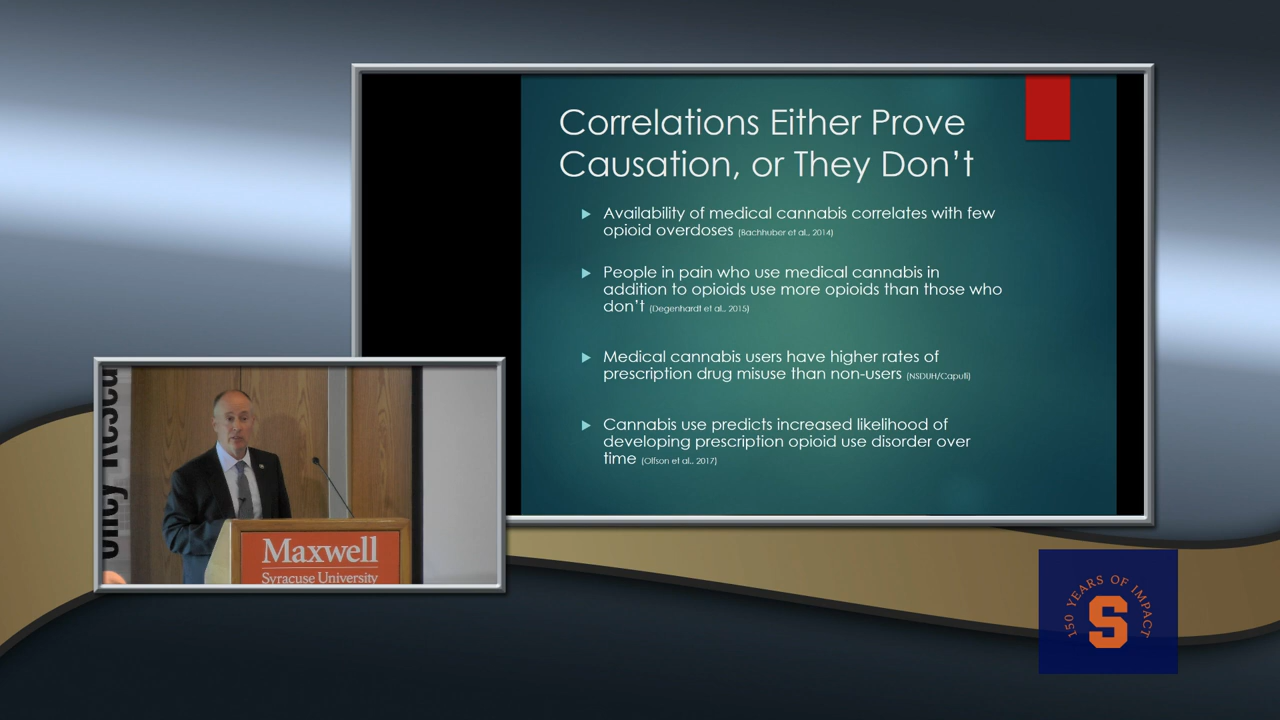 Correlations Either Prove
Causation, or They Don't
Availability of medical cannabis correlates with few
opioid overdoses (Bachhuber et al., 2014)
People in pain who use medical cannabis in
addition to opioids use more opioids than those who
don't (Degenhardt et al., 2015)
Medical cannabis users have higher rates of
prescription drug misuse than non-users (NSDUH/Caputi)
Cannabis use predicts increased likelihood of
developing prescription opioid use disorder over
time (Olfson et al., 2017)
Maxwell
Syracuse University
150 YEARS OF IMPACT
S